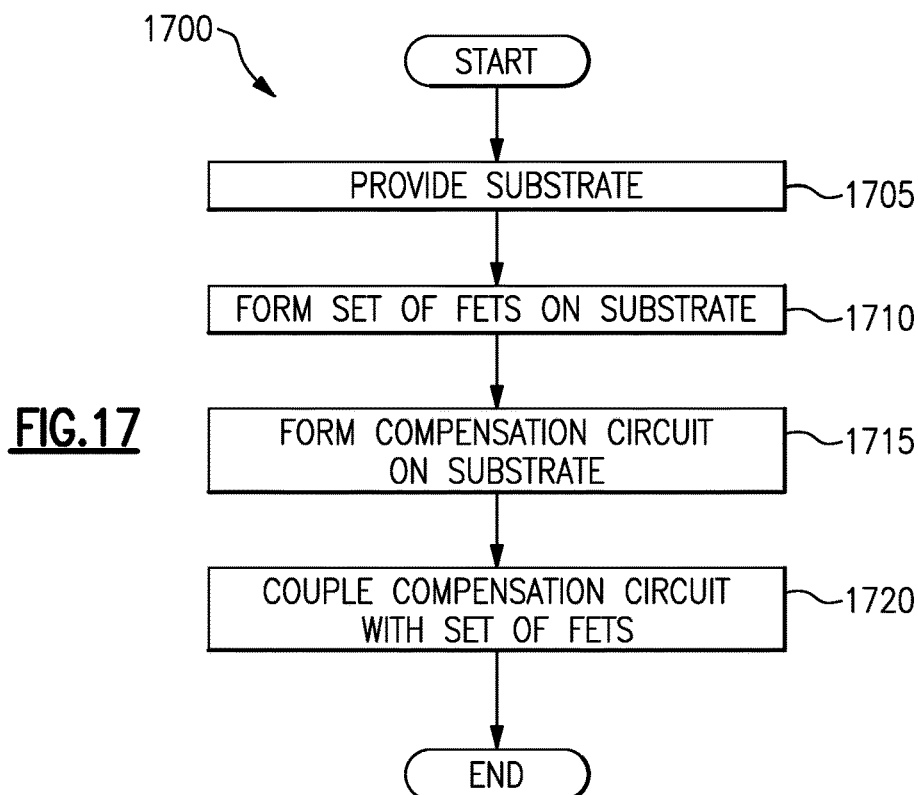 1700
START
PROVIDE SUBSTRATE
1705
FORM SET OF FETS ON SUBSTRATE
1710
FIG.17
FORM COMPENSATION CIRCUIT
ON SUBSTRATE
1715
COUPLE COMPENSATION CIRCUIT
WITH SET OF FETS
1720
END